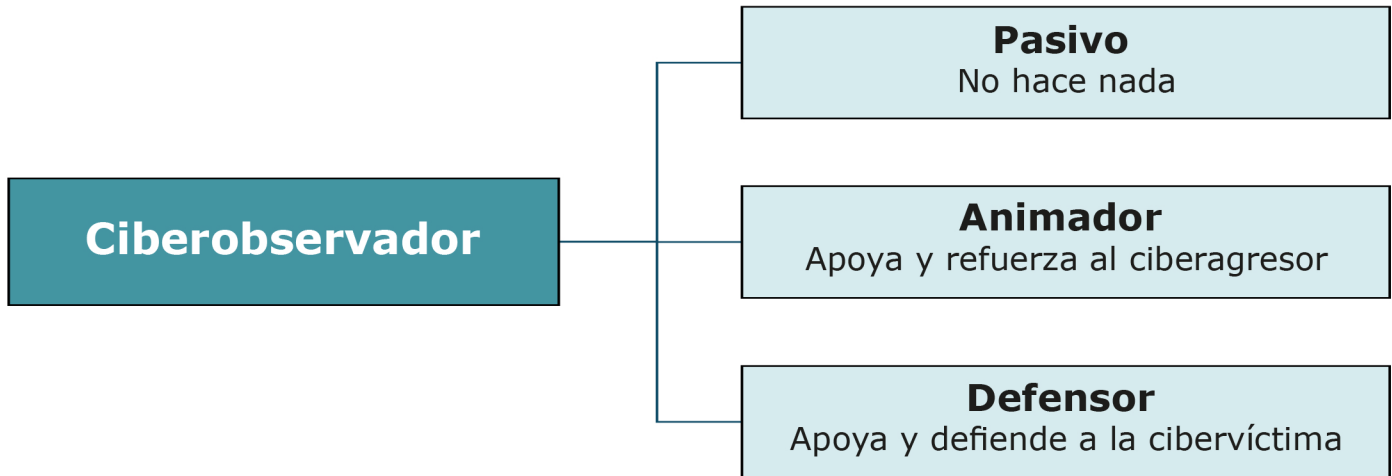 Ciberobservador
Pasivo
No hace nada
Animador
Apoya y refuerza al ciberagresor
Defensor
Apoya y defiende a la cibervíctima